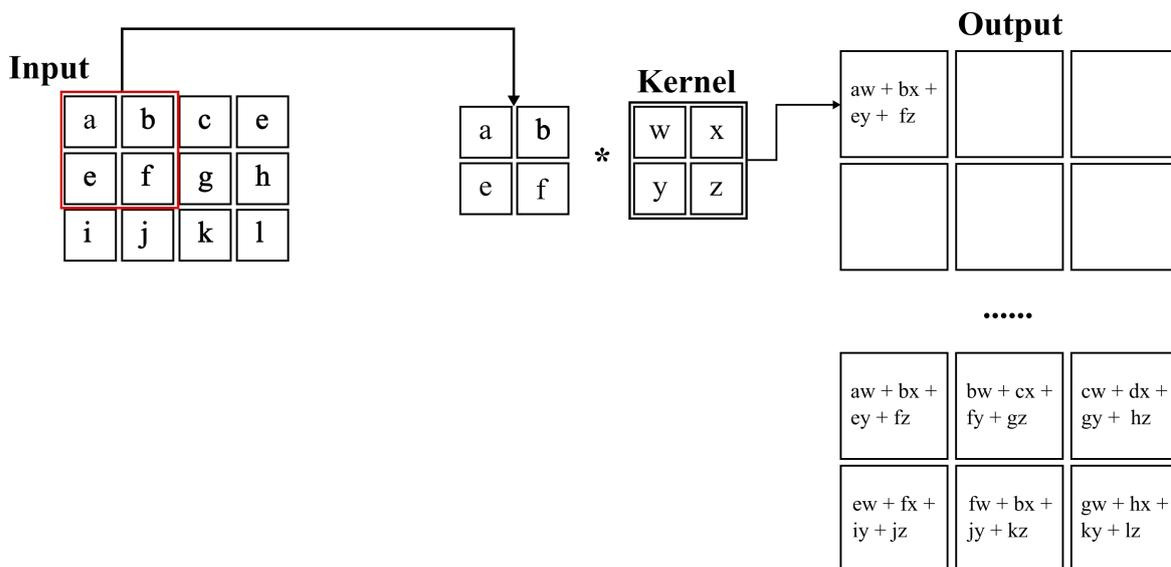 Output
Input
Kernel
a b c e
e f g h
i j k l
a b
e f
*
w x
y z
aw + bx +
ey + fz
......
aw + bx +
ey + fz
bw + cx +
fy + gz
cw + dx +
gy + hz
ew + fx +
iy + jz
fw + bx +
jy + kz
gw + hx +
ky + lz